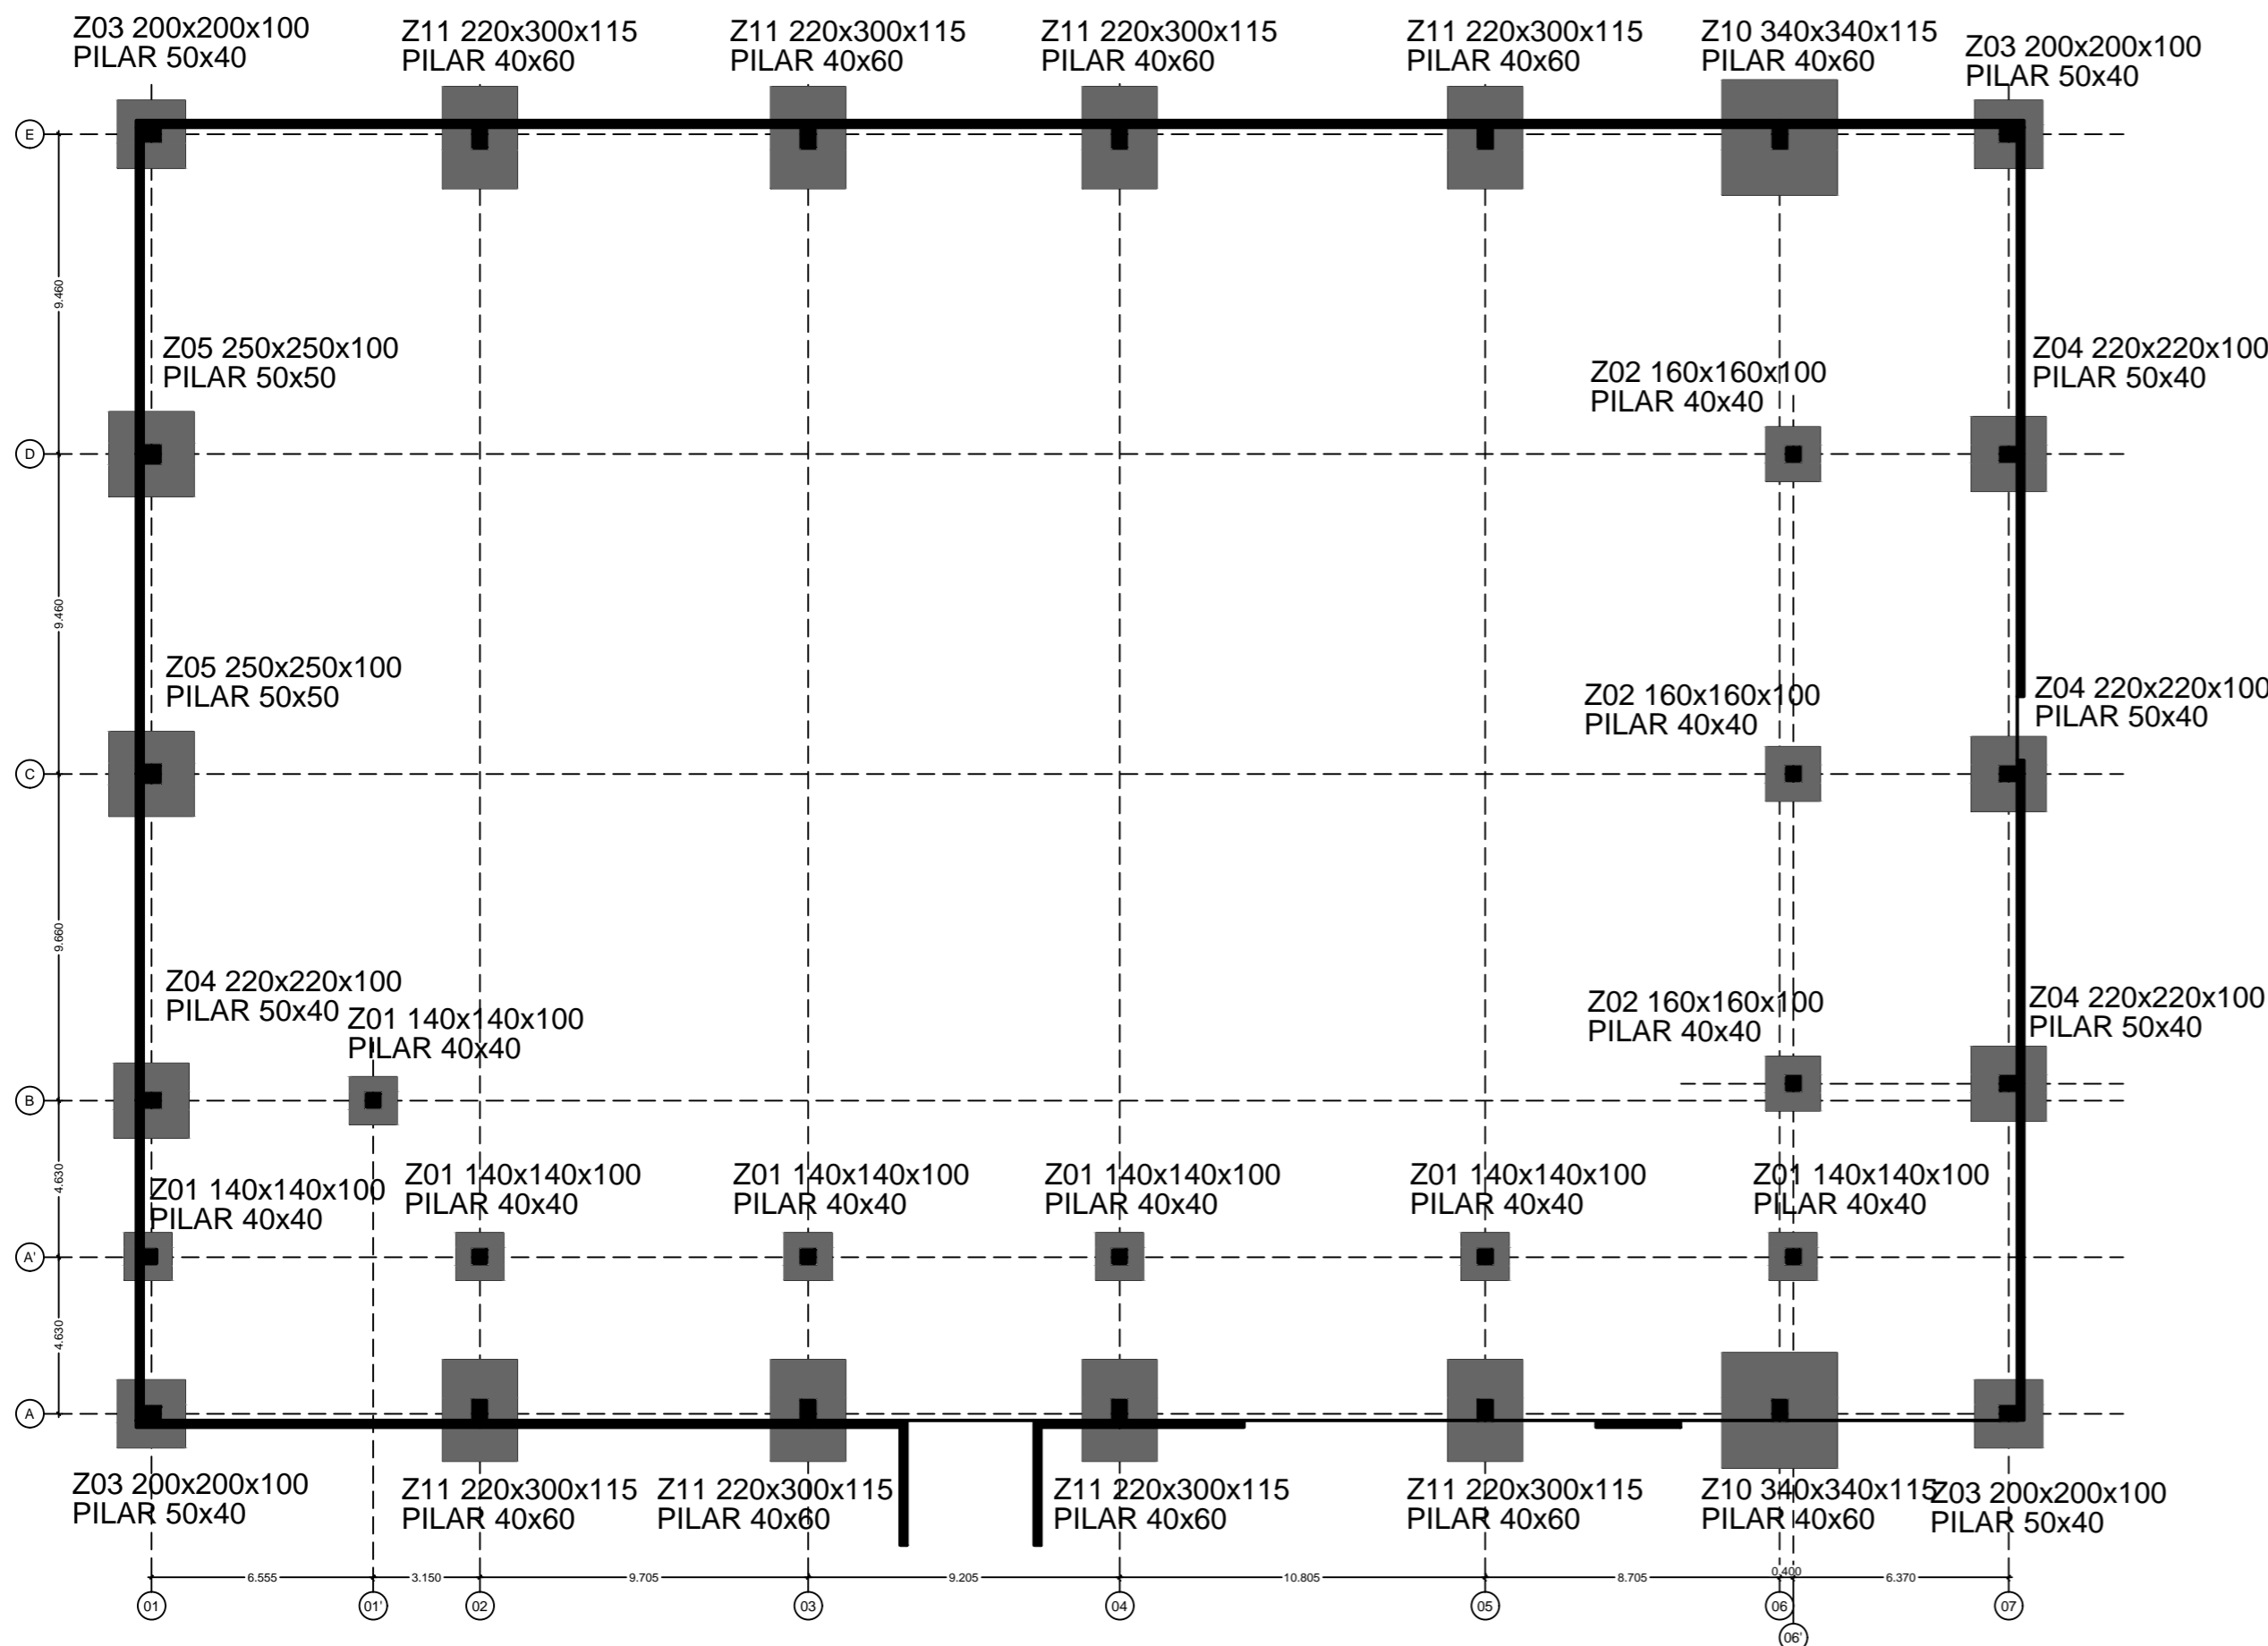 Z03 200x200x100
PILAR 50x40
Z11 220x300x115
PILAR 40x60
Z11 220x300x115
PILAR 40x60
Z11 220x300x115
PILAR 40x60
Z11 220x300x115
PILAR 40x60
Z10 340x340x115
PILAR 40x60
Z03 200x200x100
PILAR 50x40
E
9.460
Z05 250x250x100
PILAR 50x50
Z02 160x160x100
PILAR 40x40
Z04 220x220x100
PILAR 50x40
D
9.460
Z05 250x250x100
PILAR 50x50
Z02 160x160x100
PILAR 40x40
Z04 220x220x100
PILAR 50x40
C
9.660
Z04 220x220x100
PILAR 50x40
Z01 140x140x100
PILAR 40x40
Z02 160x160x100
PILAR 40x40
Z04 220x220x100
PILAR 50x40
B
4.630
Z01 140x140x100
PILAR 40x40
Z01 140x140x100
PILAR 40x40
Z01 140x140x100
PILAR 40x40
Z01 140x140x100
PILAR 40x40
Z01 140x140x100
PILAR 40x40
Z01 140x140x100
PILAR 40x40
A'
4.630
A
Z03 200x200x100
PILAR 50x40
Z11 220x300x115
PILAR 40x60
Z11 220x300x115
PILAR 40x60
Z11 220x300x115
PILAR 40x60
Z11 220x300x115
PILAR 40x60
Z10 340x340x115
PILAR 40x60
Z03 200x200x100
PILAR 50x40
6.555
3.150
9.705
9.205
10.805
8.705
0.400
6.370
01
01'
02
03
04
05
06
07
06'